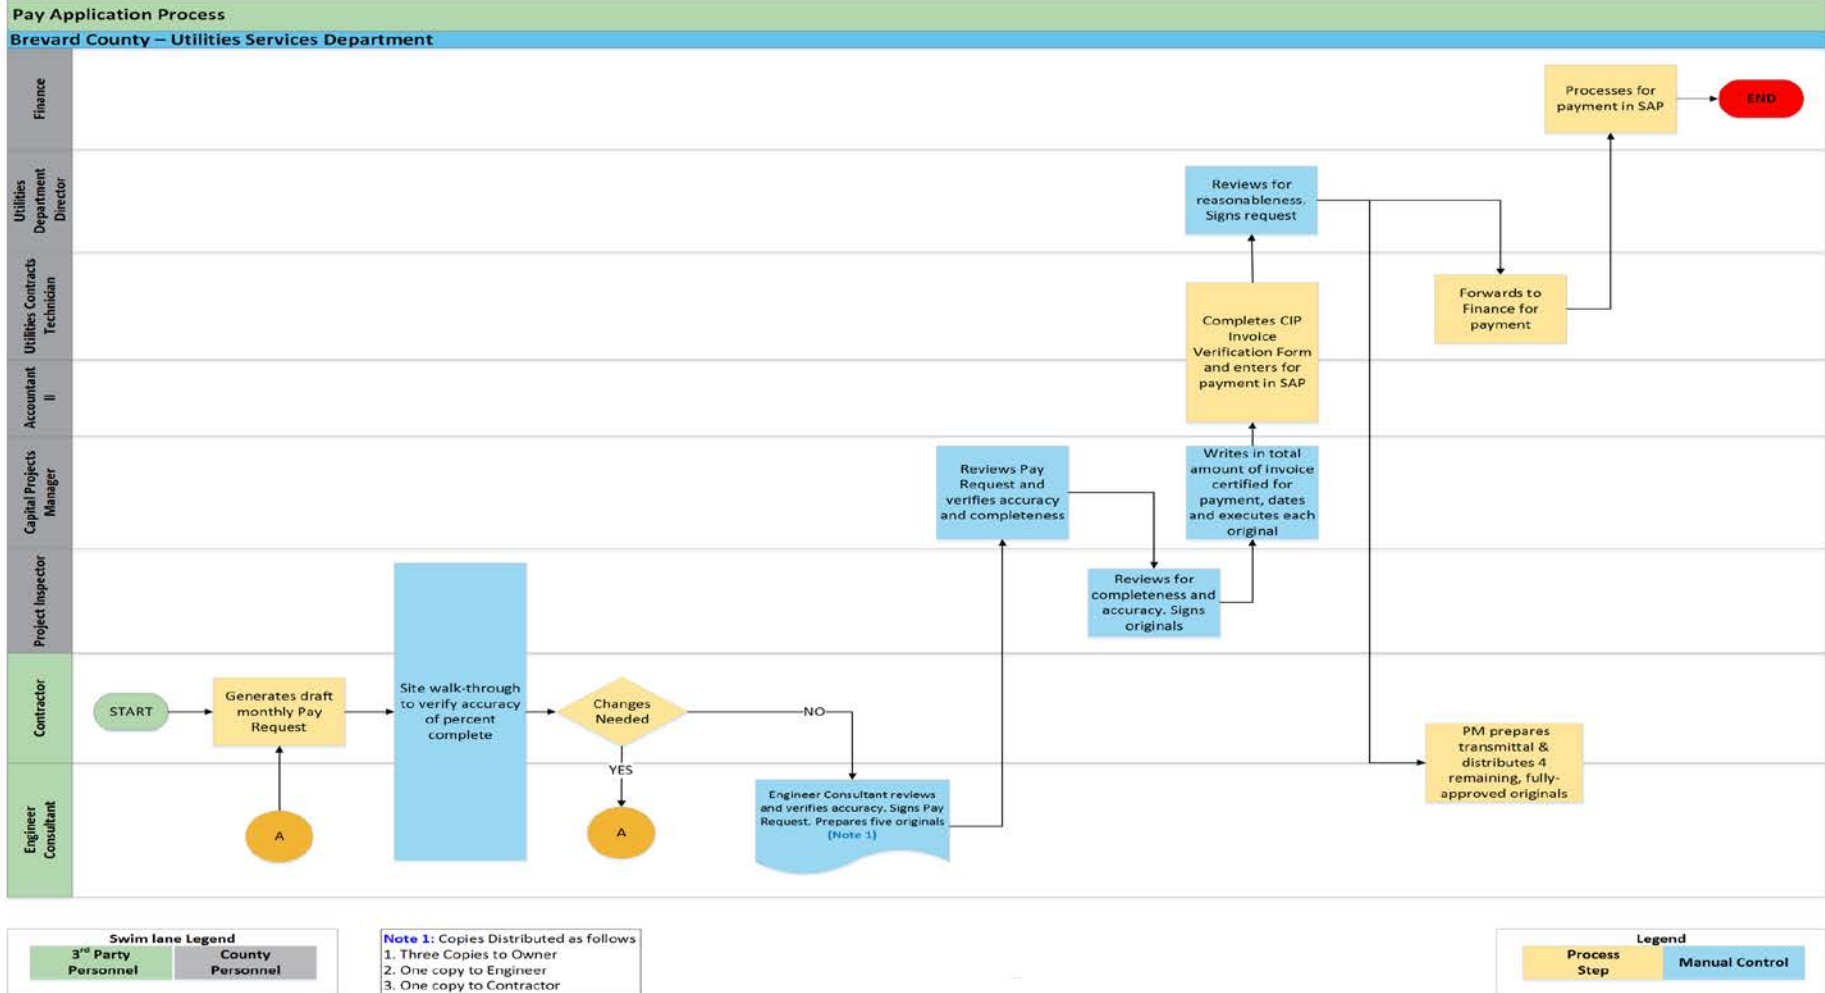 Pay Application Process
Brevard County – Utilities Services Department
Finance
Utilities
Department
Director
Utilities Contracts
Technician
Accountant
II
Capital Projects
Manager
Project Inspector
Contractor
Engineer
Consultant
START
Generates draft
monthly Pay
Request
A
Site walk-through
to verify accuracy
of percent
complete
Changes
Needed
YES
A
NO
Engineer Consultant reviews
and verifies accuracy. Signs Pay
Request. Prepares five originals
(Note 1)
Reviews Pay
Request and
verifies accuracy
and completeness
Reviews for
completeness and
accuracy. Signs
originals
Writes in total
amount of invoice
certified for
payment, dates
and executes each
original
Completes CIP
Invoice
Verification Form
and enters for
payment in SAP
Reviews for
reasonableness.
Signs request
Forwards to
Finance for
payment
Processes for
payment in SAP
END
PM prepares
transmittal &
distributes 4
remaining, fully-
approved originals
Swim lane Legend
3rd Party
Personnel
County
Personnel
Note 1: Copies Distributed as follows
1. Three Copies to Owner
2. One copy to Engineer
3. One copy to Contractor
Legend
Process
Step
Manual Control